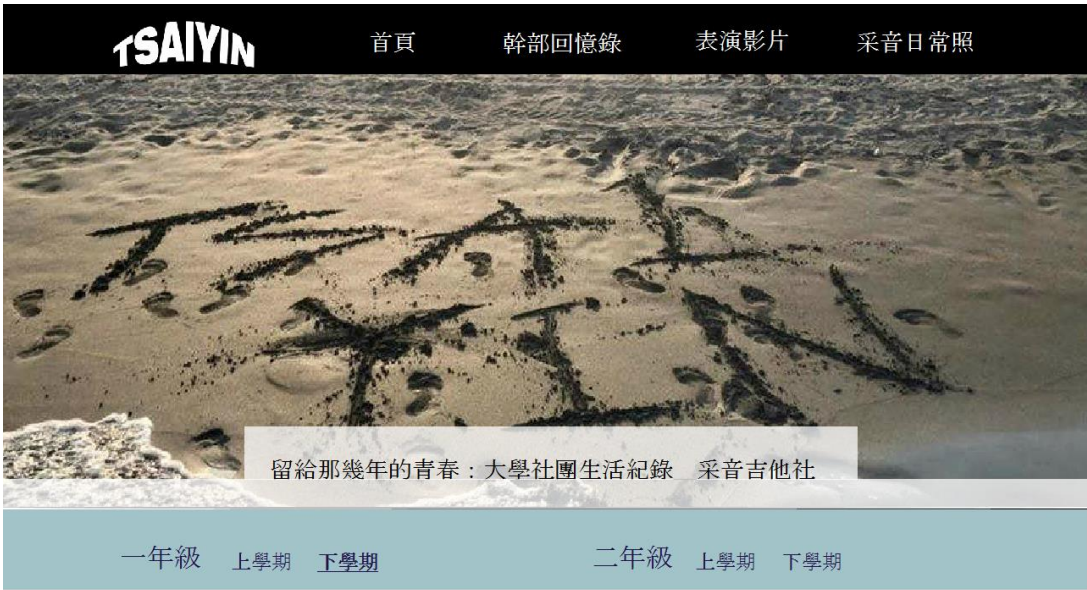 TSAIYIN 首頁 幹部回憶錄 表演影片 采音日常照
TSAI
YIN
留給那幾年的青春：大學社團生活紀錄 采音吉他社
一年級 上學期 下學期 二年級 上學期 下學期